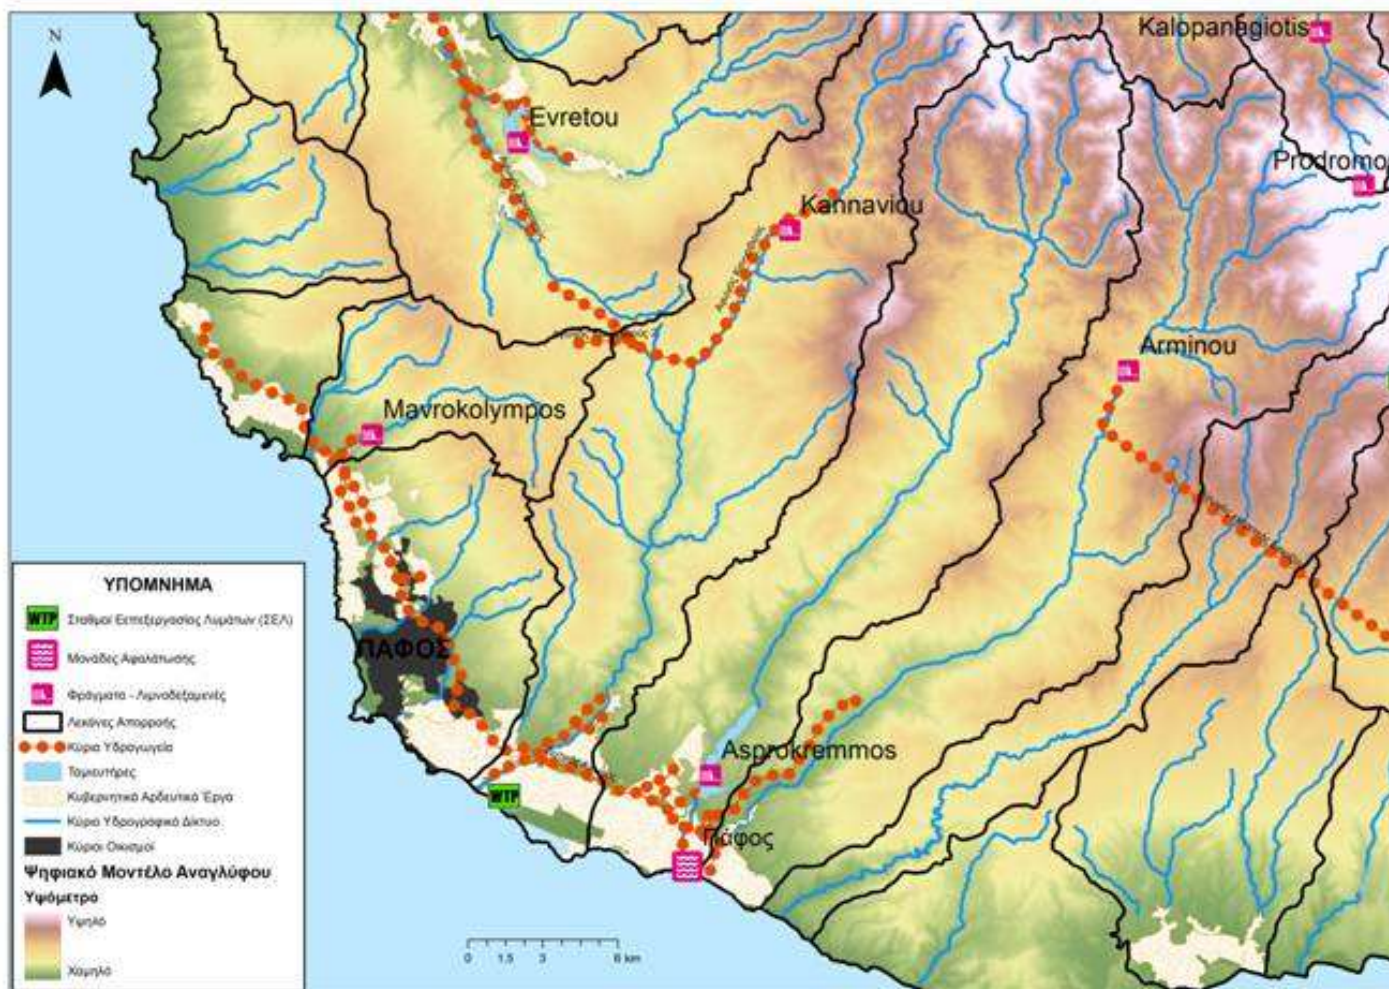 N
Kalopanagiotis
Evretou
Prodromo
Kannaviou
Arminou
Mavrokolympos
ΠΑΦΟΣ
Asprokremmos
Πάφος
WTP
ΥΠΟΜΝΗΜΑ
WTP Σταθμοί Εεπεξεργασίας Λυμάτων (ΣΕΛ)
Μονάδες Αφαλάτωσης
Φράγματα - Λιμνοδεξαμενές
Λεκάνες Απορροής
Κύρια Υδραγωγεία
Ταμιευτήρες
Κυβερνητικά Αρδευτικά Έργα
Κύριο Υδρογραφικό Δίκτυο
Κύριοι Οικισμοί
Ψηφιακό Μοντέλο Αναγλύφου
Υψόμετρο
Υψηλό
Χαμηλό
0 1.5 3 6 km